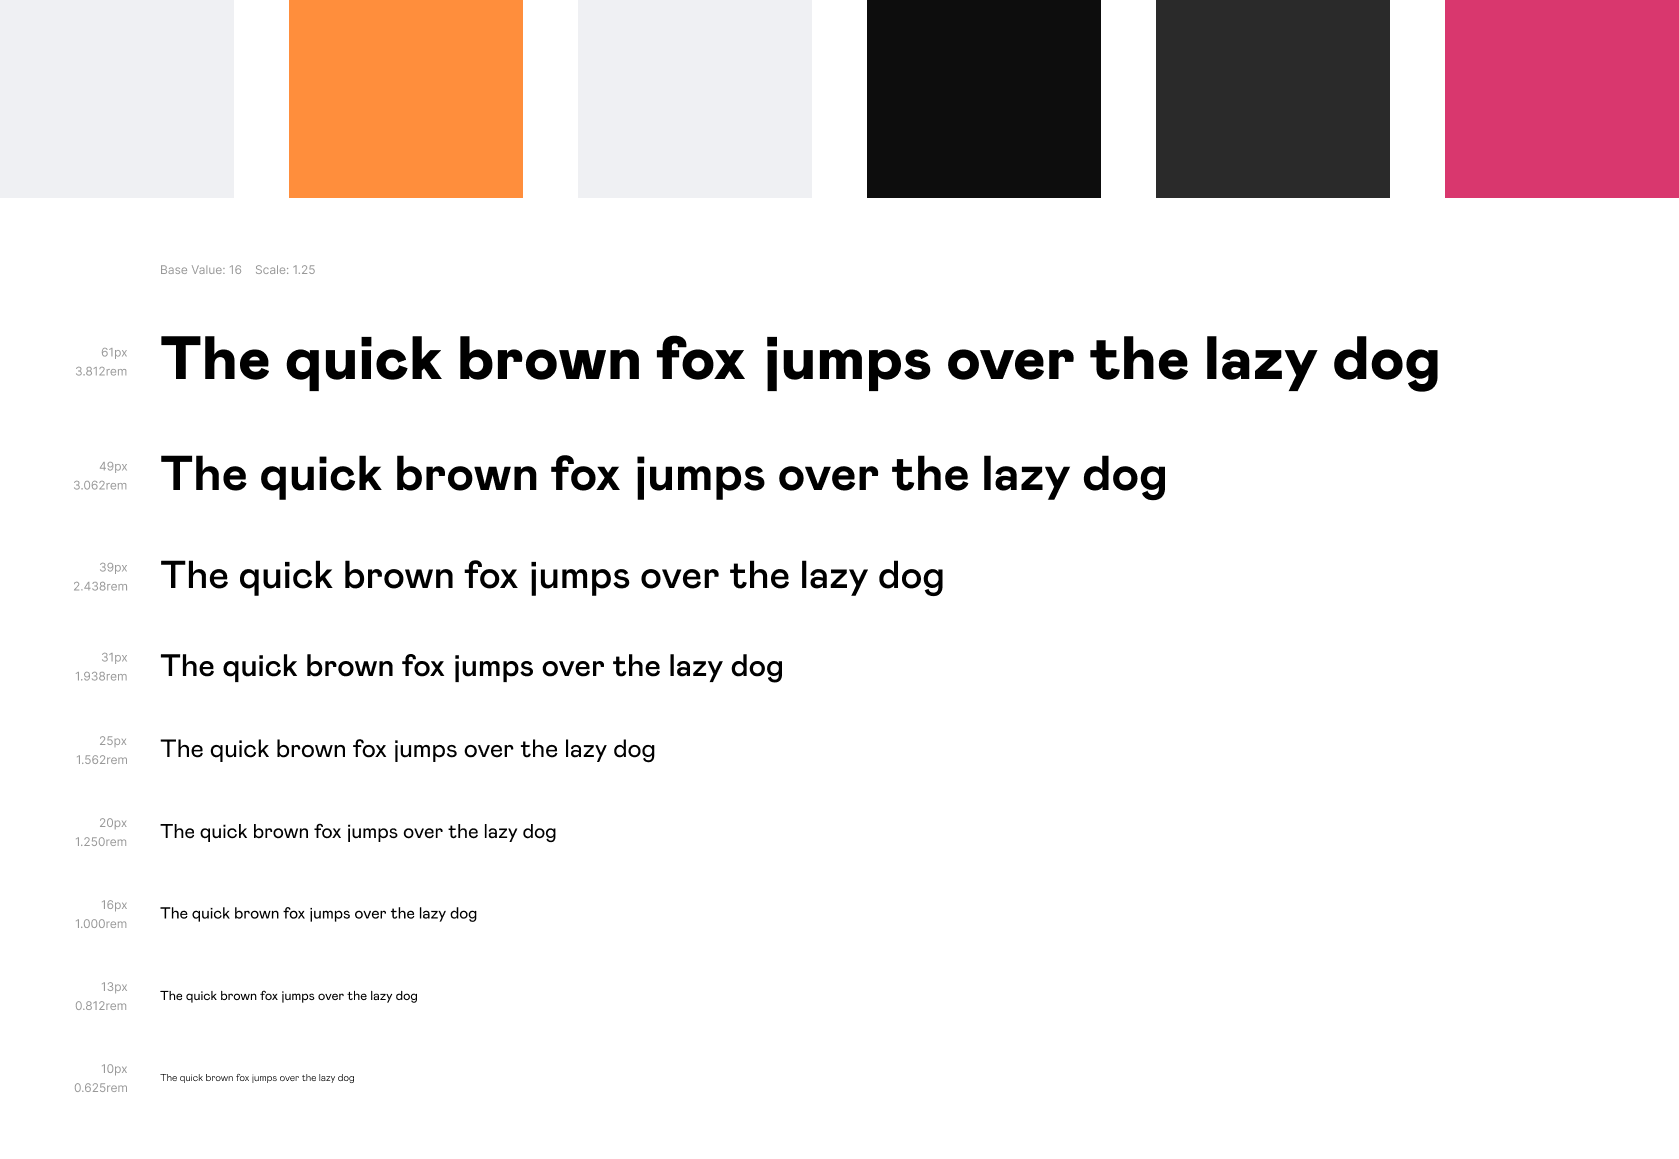 Base Value: 16 Scale: 1.25
61px
3.812rem
The quick brown fox jumps over the lazy dog
49px
3.062rem
The quick brown fox jumps over the lazy dog
39px
2.438rem
The quick brown fox jumps over the lazy dog
31px
1.938rem
The quick brown fox jumps over the lazy dog
25px
1.562rem
The quick brown fox jumps over the lazy dog
20px
1.250rem
The quick brown fox jumps over the lazy dog
16px
1.000rem
The quick brown fox jumps over the lazy dog
13px
0.812rem
The quick brown fox jumps over the lazy dog
10px
0.625rem
The quick brown fox jumps over the lazy dog